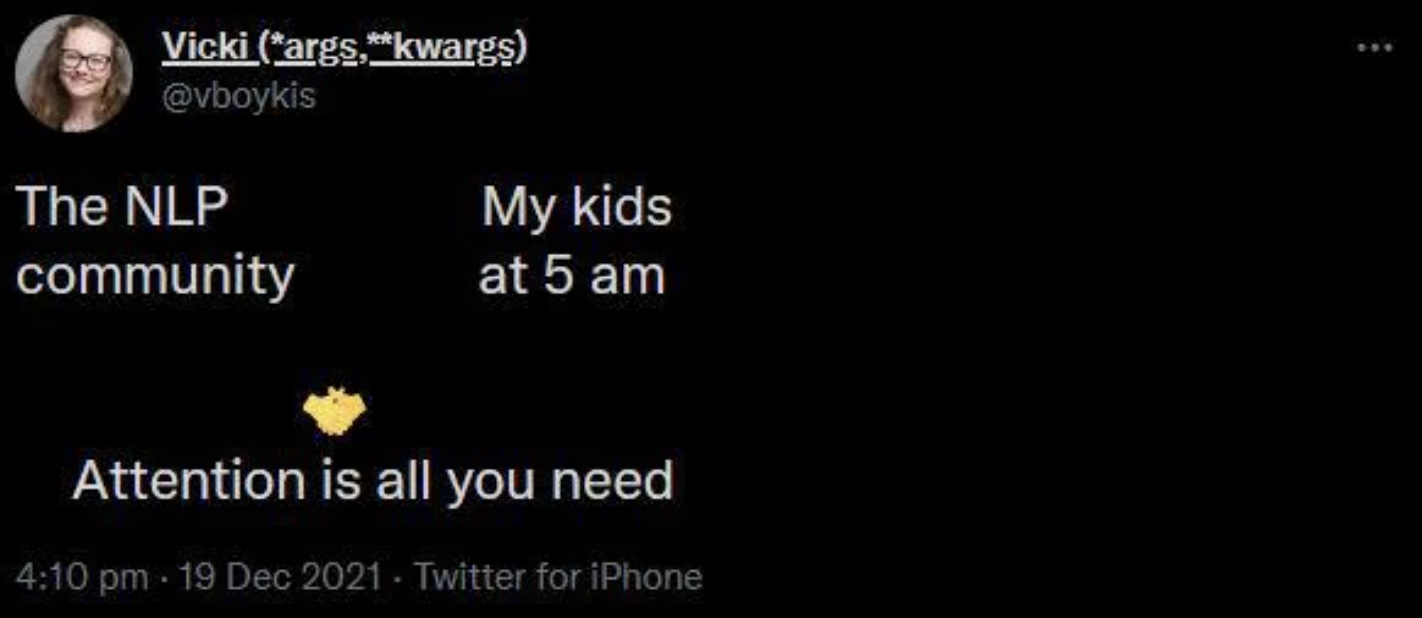 Vicki (*args,**kwargs)
@vboykis
The NLP My kids
community at 5 am
🤝
Attention is all you need
4:10 pm · 19 Dec 2021 · Twitter for iPhone